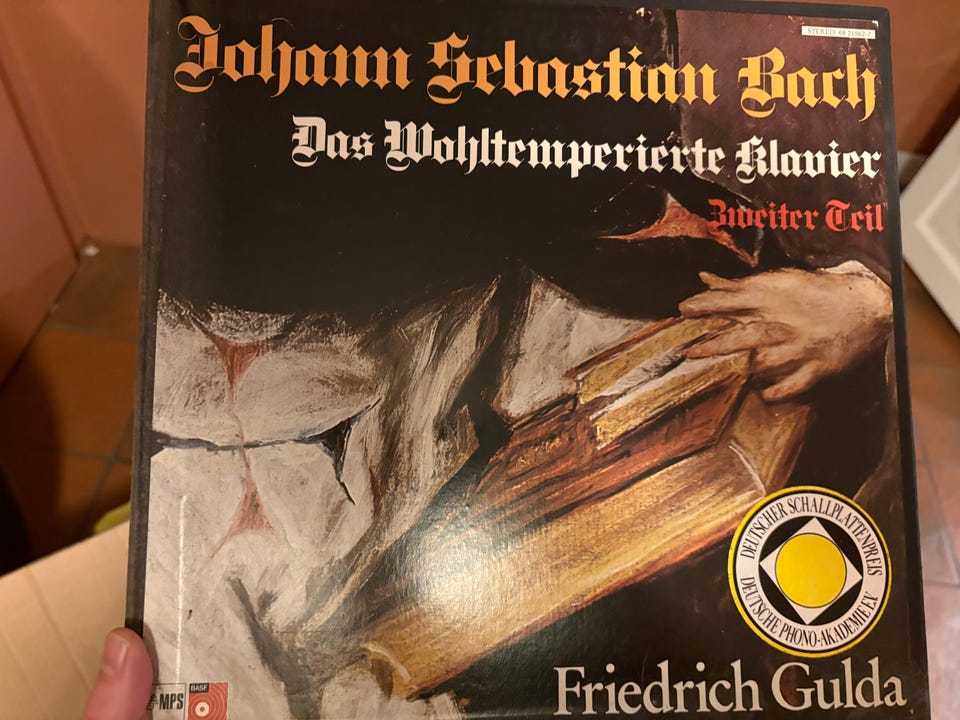 STEREO 68 21862-7
Johann Sebastian Bach
Das Wohltemperierte Klavier
Zweiter Teil
DEUTSCHER SCHALLPLATTENPREIS
DEUTSCHE PHONO-AKADEMIE E.V.
Friedrich Gulda
MPS
BASF